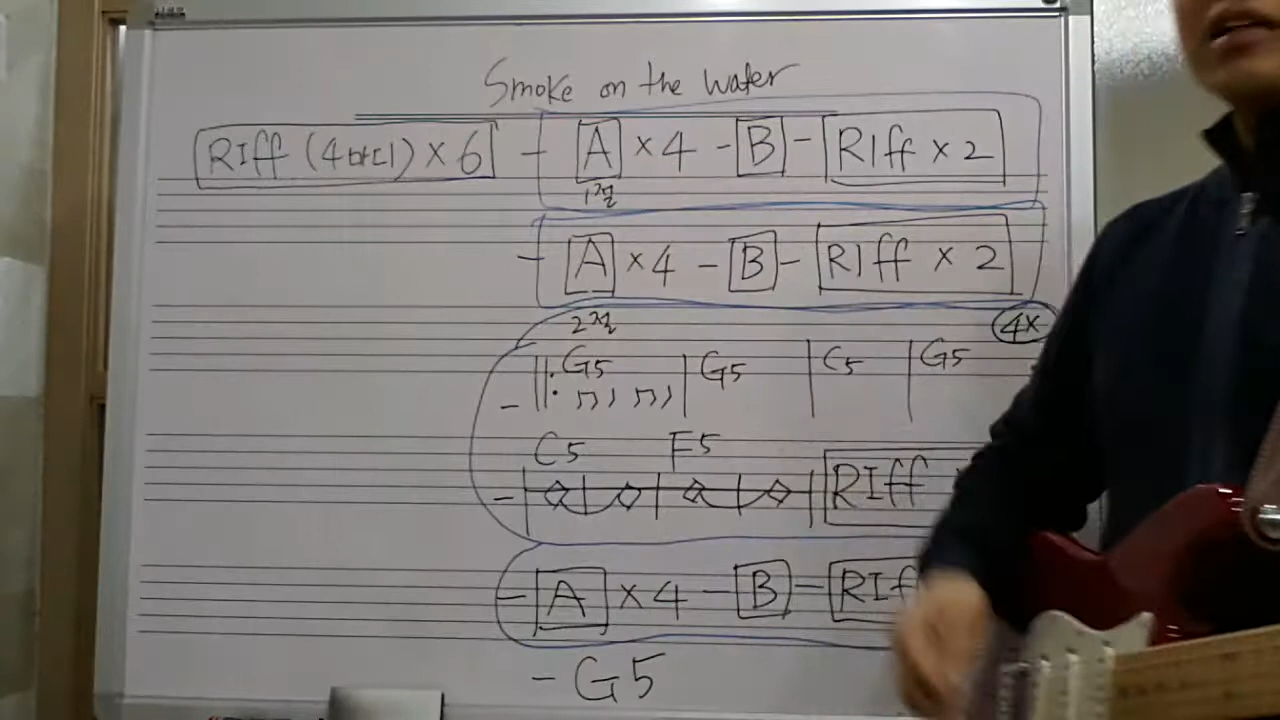 Smoke on the water
RIff (4마디) × 6 - A × 4 - B - RIff × 2
1절
- A × 4 - B - RIff × 2
2절
4x
G5 G5 C5 G5
C5 F5
- RIff
- A × 4 - B - RIf
- G5